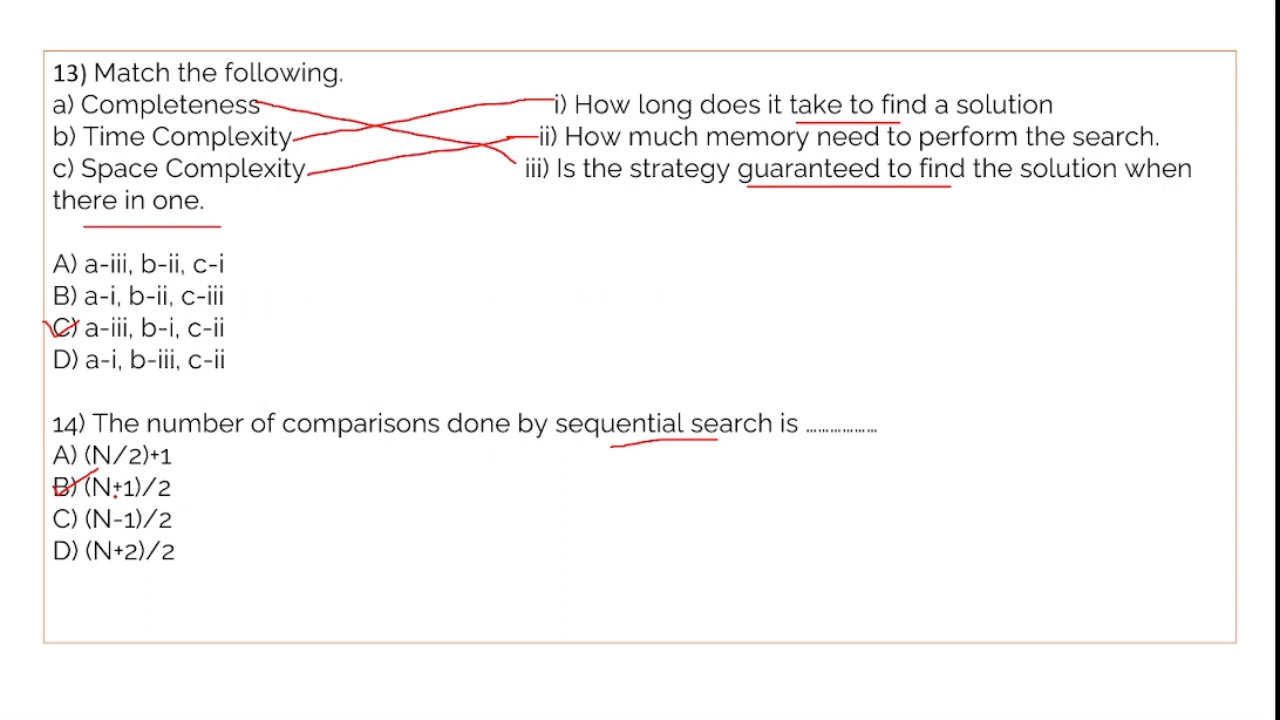 13) Match the following.
a) Completeness i) How long does it take to find a solution
b) Time Complexity ii) How much memory need to perform the search.
c) Space Complexity iii) Is the strategy guaranteed to find the solution when
there in one.
A) a-iii, b-ii, c-i
B) a-i, b-ii, c-iii
C) a-iii, b-i, c-ii
D) a-i, b-iii, c-ii
14) The number of comparisons done by sequential search is ………………
A) (N/2)+1
B) (N+1)/2
C) (N-1)/2
D) (N+2)/2